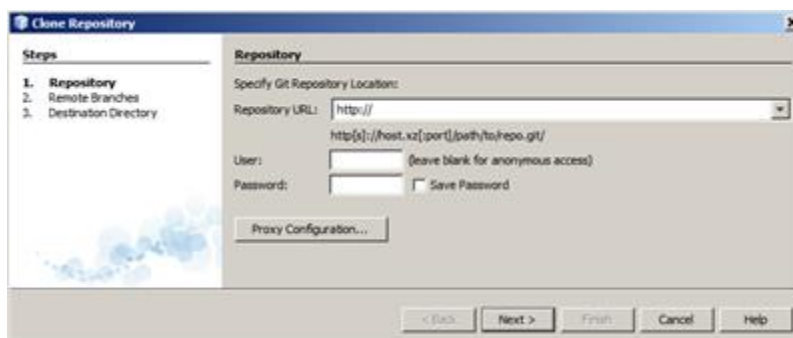 Clone Repository
Steps
1. Repository
2. Remote Branches
3. Destination Directory
Repository
Specify Git Repository Location:
Repository URL: http://
http[s]://host.xz[:port]/path/to/repo.git/
User: (leave blank for anonymous access)
Password: Save Password
Proxy Configuration...
< Back Next > Finish Cancel Help